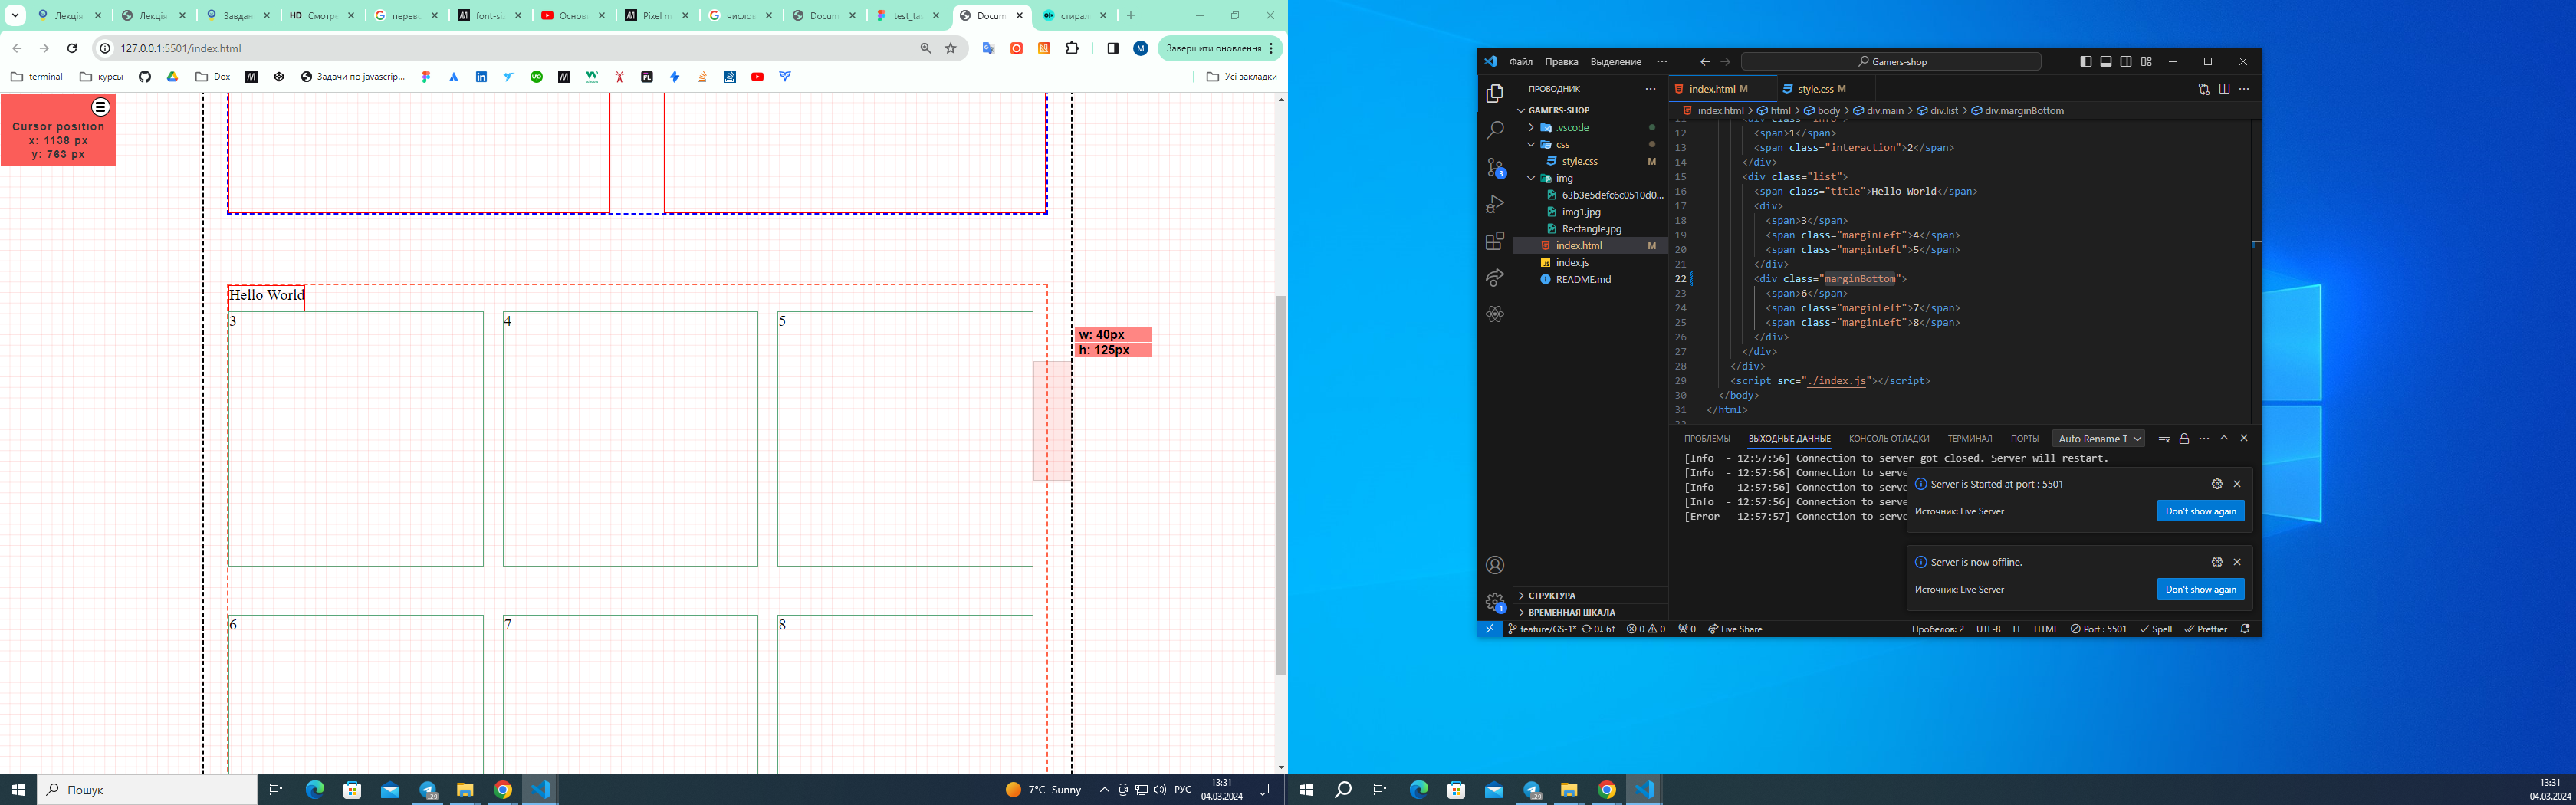 Лекція
Лекція
Завдан
HD Смотре
перево
font-siz
Основ
Pixel m
числов
Docum
test_ta
Docum
стирал
127.0.0.1:5501/index.html
M
Завершити оновлення
terminal
курсы
Dox
Задачи по javascrip...
Усі закладки
Cursor position
x: 1138 px
y: 763 px
Hello World
3
4
5
w: 40px
h: 125px
6
7
8
Пошук
7°C Sunny
РУС
13:31
04.03.2024
Файл Правка Выделение ···
Gamers-shop
ПРОВОДНИК
GAMERS-SHOP
.vscode
css
style.css M
img
63b3e5defc6c0510d0...
img1.jpg
Rectangle.jpg
index.html M
index.js
README.md
СТРУКТУРА
ВРЕМЕННАЯ ШКАЛА
index.html M
style.css M
index.html > html > body > div.main > div.list > div.marginBottom
11 <div class="info">
12 <span>1</span>
13 <span class="interaction">2</span>
14 </div>
15 <div class="list">
16 <span class="title">Hello World</span>
17 <div>
18 <span>3</span>
19 <span class="marginLeft">4</span>
20 <span class="marginLeft">5</span>
21 </div>
22 <div class="marginBottom">
23 <span>6</span>
24 <span class="marginLeft">7</span>
25 <span class="marginLeft">8</span>
26 </div>
27 </div>
28 </div>
29 <script src="./index.js"></script>
30 </body>
31 </html>
ПРОБЛЕМЫ ВЫХОДНЫЕ ДАННЫЕ КОНСОЛЬ ОТЛАДКИ ТЕРМИНАЛ ПОРТЫ
Auto Rename T
[Info - 12:57:56] Connection to server got closed. Server will restart.
[Info - 12:57:56] Connection to serve
[Info - 12:57:56] Connection to serve
[Info - 12:57:56] Connection to serve
[Error - 12:57:57] Connection to serve
Server is Started at port : 5501
Источник: Live Server
Don't show again
Server is now offline.
Источник: Live Server
Don't show again
feature/GS-1* 0↓ 6↑ 0 0 0 Live Share
Пробелов: 2 UTF-8 LF HTML Port : 5501 Spell Prettier
13:31
04.03.2024